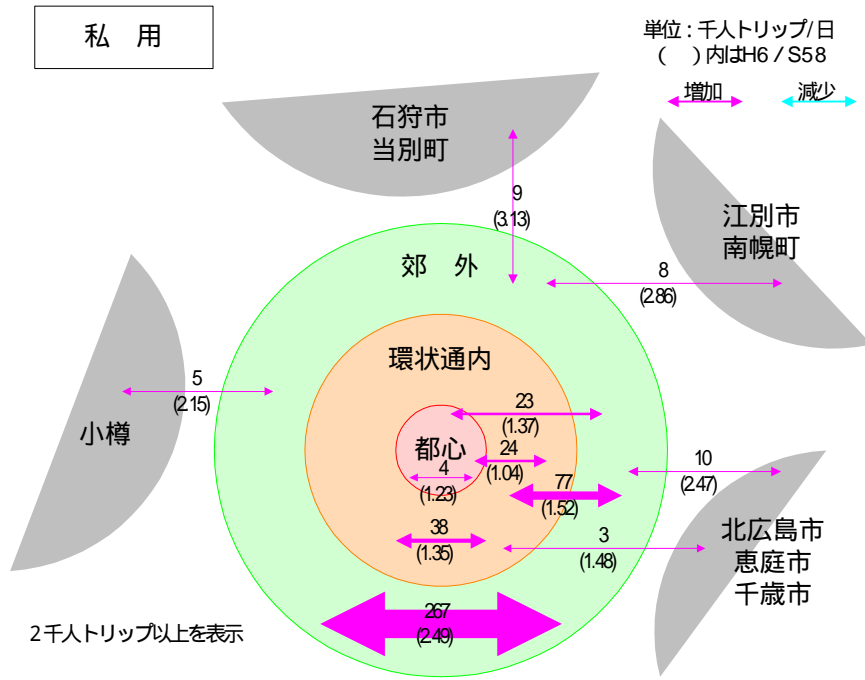 私 用
単位：千人トリップ/日
( )内はH6/S58
増加
減少
石狩市
当別町
江別市
南幌町
9
(3.13)
郊 外
8
(2.86)
環状通内
5
(2.15)
小樽
23
(1.37)
都心
24
(1.04)
4
(1.23)
10
(2.47)
77
(1.52)
38
(1.35)
3
(1.48)
北広島市
恵庭市
千歳市
267
(2.49)
2千人トリップ以上を表示